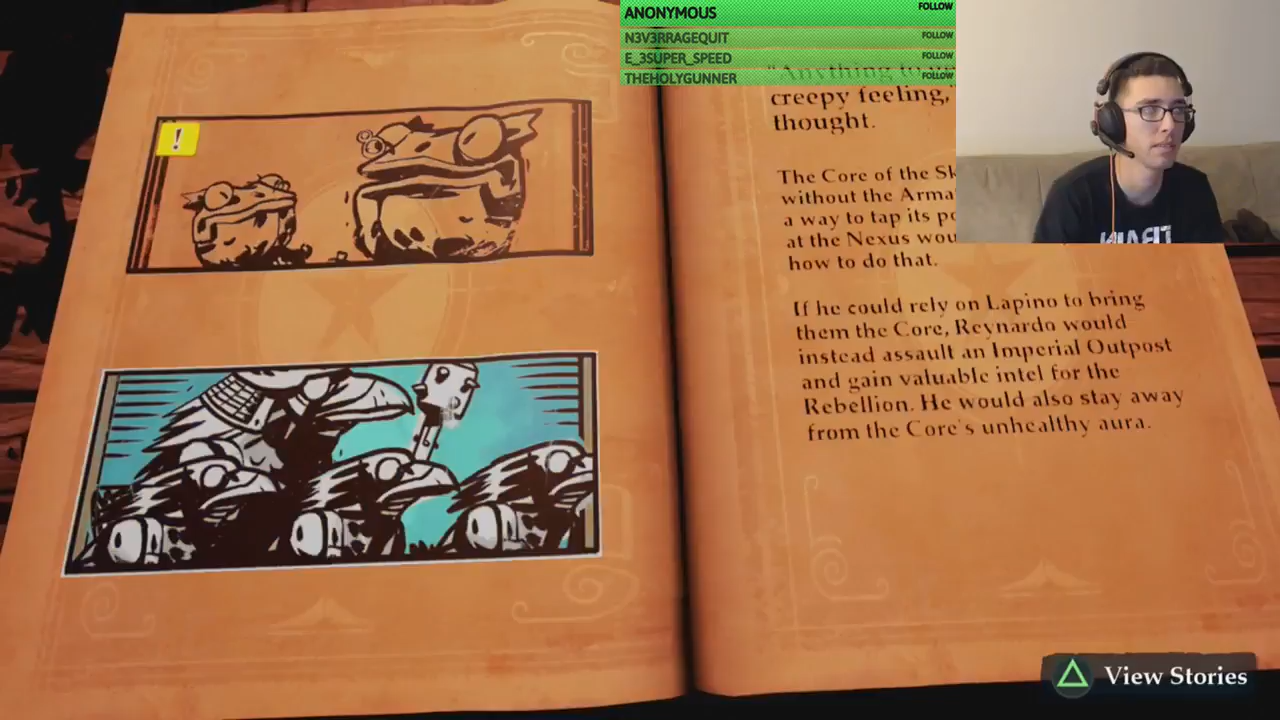 ANONYMOUS FOLLOW
N3V3RRAGEQUIT FOLLOW
E_3SUPER_SPEED FOLLOW
THEHOLYGUNNER FOLLOW
"Anything to
creepy feeling,
thought.
The Core of the Sk
without the Arma
a way to tap its po
at the Nexus wou
how to do that.
If he could rely on Lapino to bring
them the Core, Reynardo would
instead assault an Imperial Outpost
and gain valuable intel for the
Rebellion. He would also stay away
from the Core's unhealthy aura.
!
View Stories